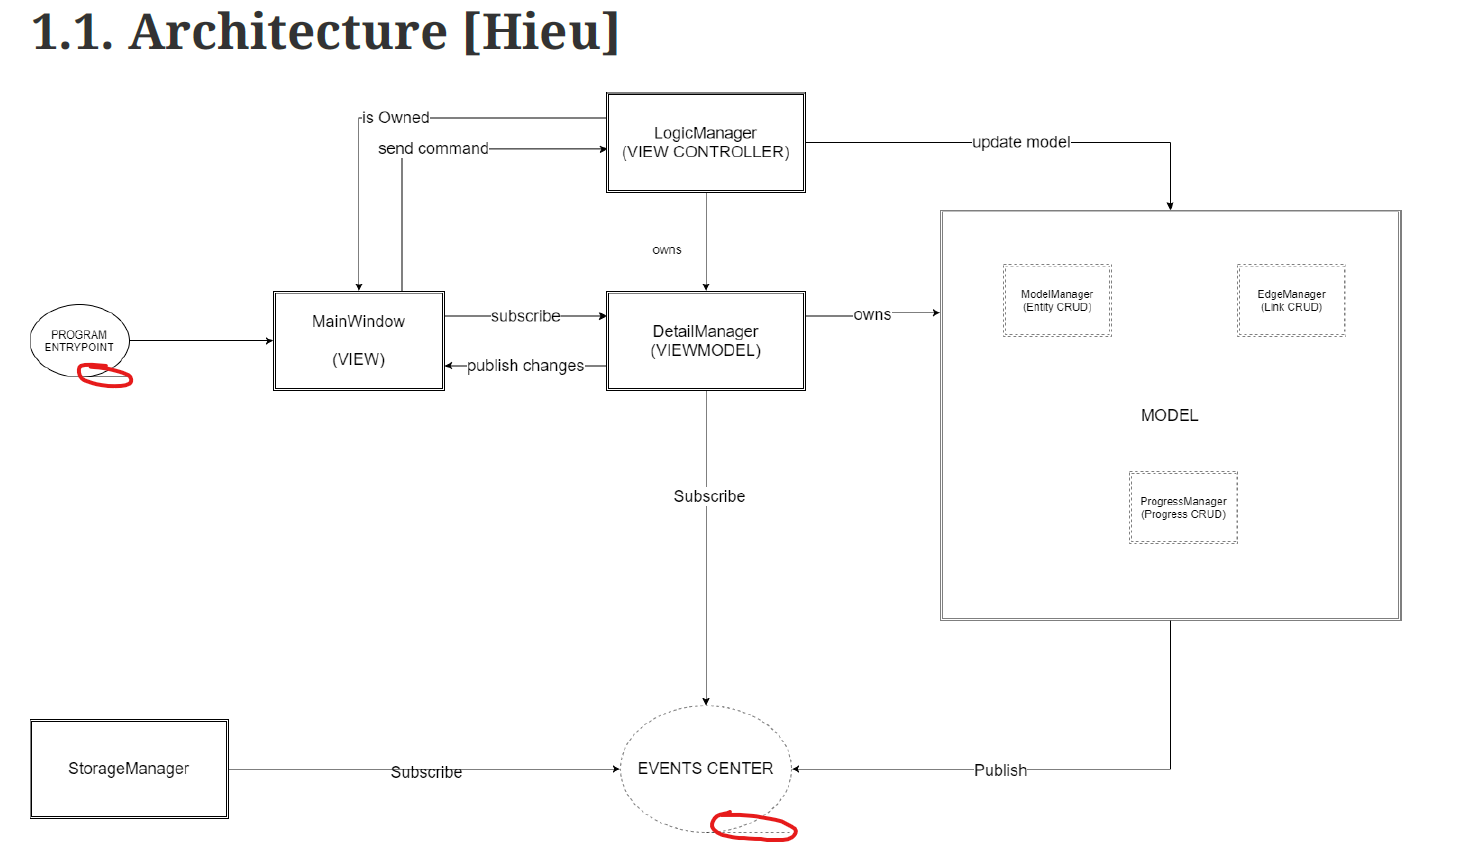 1.1. Architecture [Hieu]
is Owned
send command
LogicManager
(VIEW CONTROLLER)
update model
owns
PROGRAM
ENTRYPOINT
MainWindow
(VIEW)
subscribe
publish changes
DetailManager
(VIEWMODEL)
owns
ModelManager
(Entity CRUD)
EdgeManager
(Link CRUD)
MODEL
ProgressManager
(Progress CRUD)
Subscribe
StorageManager
Subscribe
EVENTS CENTER
Publish